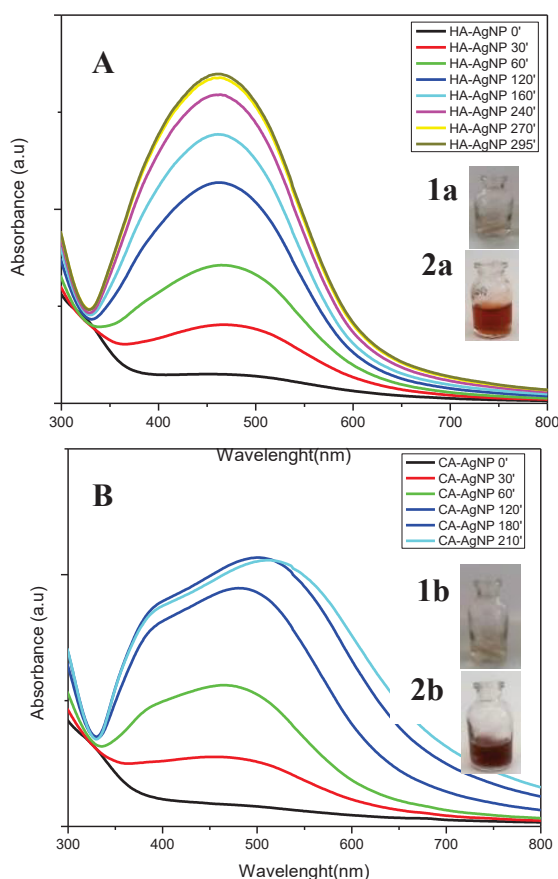 A
HA-AgNP 0'
HA-AgNP 30'
HA-AgNP 60'
HA-AgNP 120'
HA-AgNP 160'
HA-AgNP 240'
HA-AgNP 270'
HA-AgNP 295'
1a
2a
Absorbance (a.u)
300 400 500 600 700 800
Wavelenght(nm)
B
CA-AgNP 0'
CA-AgNP 30'
CA-AgNP 60'
CA-AgNP 120'
CA-AgNP 180'
CA-AgNP 210'
1b
2b
Absorbance (a.u)
300 400 500 600 700 800
Wavelenght(nm)